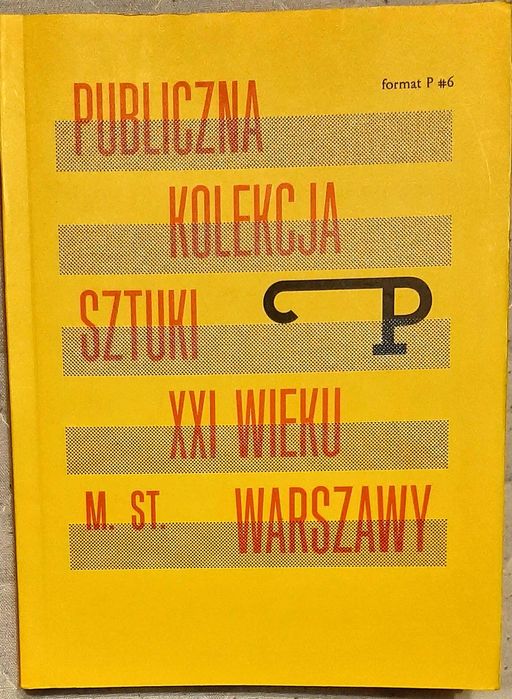 format P #6
PUBLICZNA
KOLEKCJA
SZTUKI
P
XXI WIEKU
M. ST. WARSZAWY